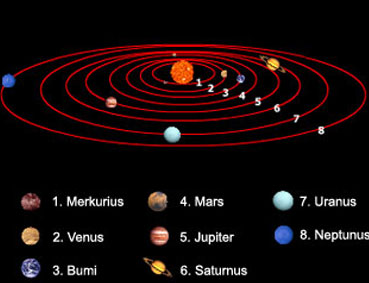 1
2
3
4
5
6
7
8
1. Merkurius
4. Mars
7. Uranus
2. Venus
5. Jupiter
8. Neptunus
3. Bumi
6. Saturnus